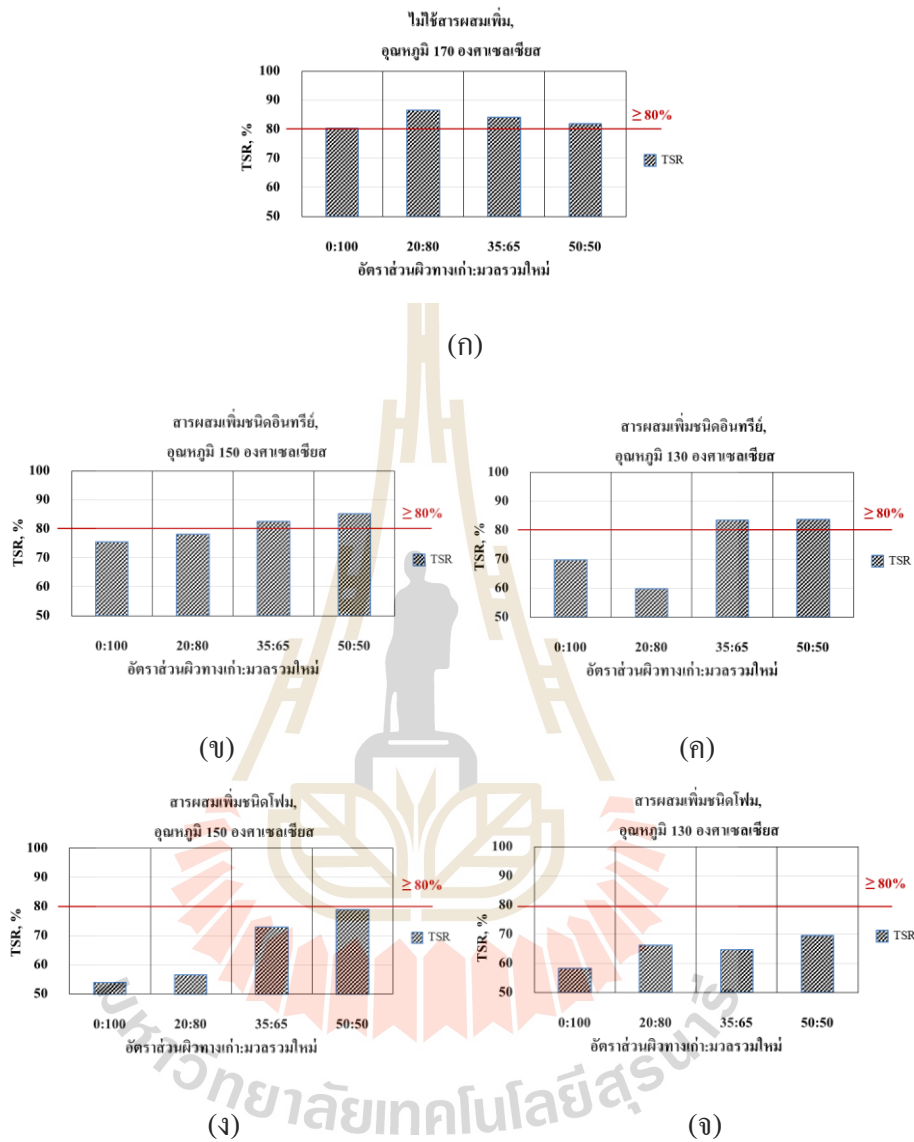 ไม่ใช้สารผสมเพิ่ม,
อุณหภูมิ 170 องศาเซลเซียส
100
90
80
70
60
50
TSR, %
≥ 80%
TSR
0:100 20:80 35:65 50:50
อัตราส่วนผิวทางเก่า:มวลรวมใหม่
(ก)
สารผสมเพิ่มชนิดอินทรีย์,
อุณหภูมิ 150 องศาเซลเซียส
100
90
80
70
60
50
TSR, %
≥ 80%
TSR
0:100 20:80 35:65 50:50
อัตราส่วนผิวทางเก่า:มวลรวมใหม่
(ข)
สารผสมเพิ่มชนิดอินทรีย์,
อุณหภูมิ 130 องศาเซลเซียส
100
90
80
70
60
50
TSR, %
≥ 80%
TSR
0:100 20:80 35:65 50:50
อัตราส่วนผิวทางเก่า:มวลรวมใหม่
(ค)
สารผสมเพิ่มชนิดโฟม,
อุณหภูมิ 150 องศาเซลเซียส
100
90
80
70
60
50
TSR, %
≥ 80%
TSR
0:100 20:80 35:65 50:50
อัตราส่วนผิวทางเก่า:มวลรวมใหม่
(ง)
สารผสมเพิ่มชนิดโฟม,
อุณหภูมิ 130 องศาเซลเซียส
100
90
80
70
60
50
TSR, %
≥ 80%
TSR
0:100 20:80 35:65 50:50
อัตราส่วนผิวทางเก่า:มวลรวมใหม่
(จ)
มหาวิทยาลัยเทคโนโลยีสุรนารี